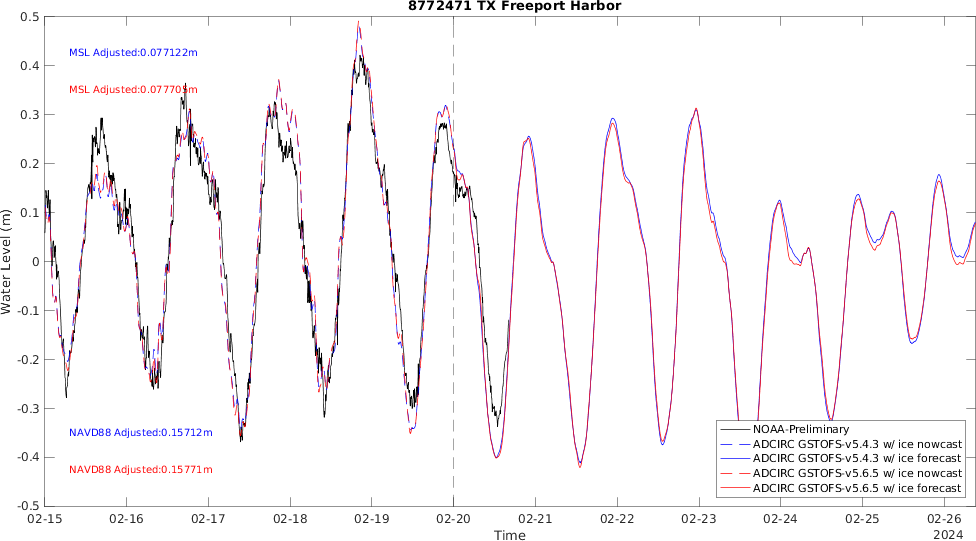 8772471 TX Freeport Harbor
0.5
0.4
0.3
0.2
0.1
0
-0.1
-0.2
-0.3
-0.4
-0.5
Water Level (m)
MSL Adjusted:0.077122m
MSL Adjusted:0.077705m
NAVD88 Adjusted:0.15712m
NAVD88 Adjusted:0.15771m
NOAA-Preliminary
ADCIRC GSTOFS-v5.4.3 w/ ice nowcast
ADCIRC GSTOFS-v5.4.3 w/ ice forecast
ADCIRC GSTOFS-v5.6.5 w/ ice nowcast
ADCIRC GSTOFS-v5.6.5 w/ ice forecast
02-15 02-16 02-17 02-18 02-19 02-20 02-21 02-22 02-23 02-24 02-25 02-26
Time
2024